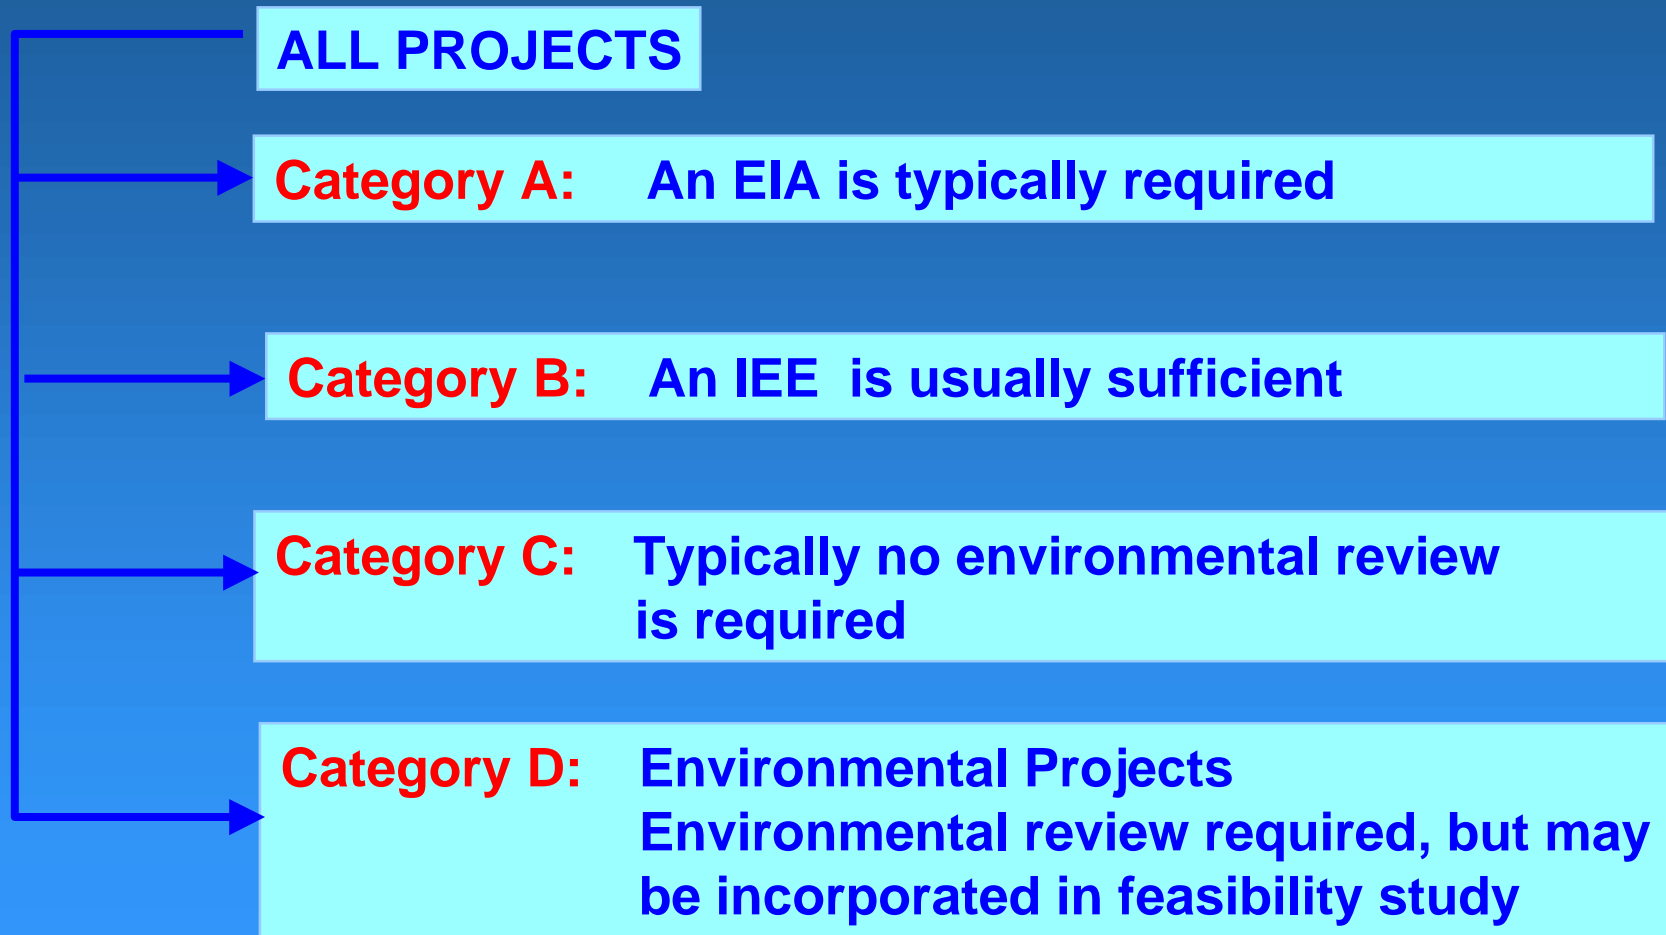 ALL PROJECTS
Category A: An EIA is typically required
Category B: An IEE is usually sufficient
Category C: Typically no environmental review
is required
Category D: Environmental Projects
Environmental review required, but may
be incorporated in feasibility study